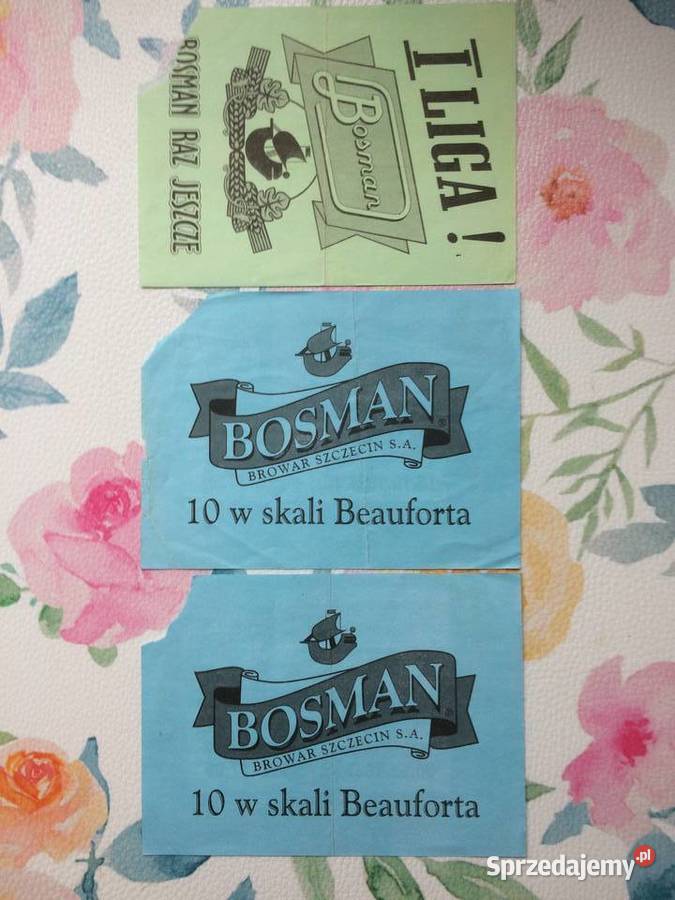 I LIGA !
Bosman
BOSMAN RAZ JESZCZE
BOSMAN®
BROWAR SZCZECIN S.A.
10 w skali Beauforta
BOSMAN®
BROWAR SZCZECIN S.A.
10 w skali Beauforta
Sprzedajemy.pl